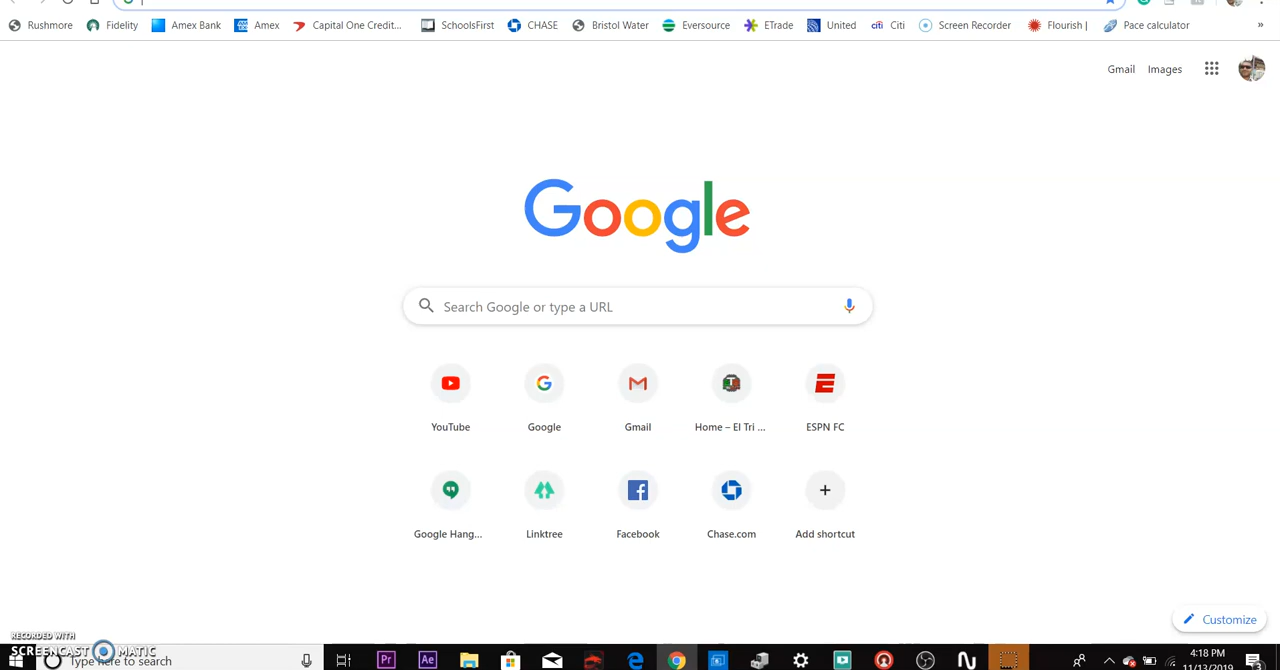 Rushmore Fidelity Amex Bank Amex Capital One Credit... SchoolsFirst CHASE Bristol Water Eversource ETrade United citi Citi Screen Recorder Flourish | Pace calculator »
Gmail Images
Google
Search Google or type a URL
YouTube Google Gmail Home – El Tri ... ESPN FC
Google Hang... Linktree Facebook Chase.com Add shortcut
Customize
RECORDED WITH
SCREENCAST MATIC
Type here to search
Pr Ae
4:18 PM
11/13/2019